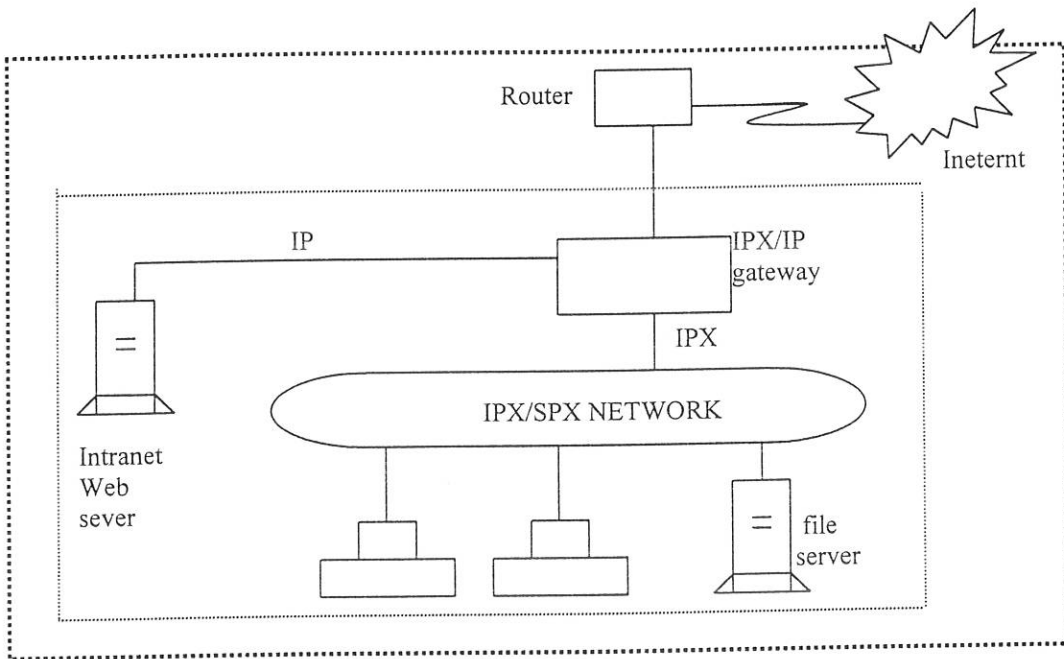 Router
Ineternt
IP
IPX/IP
gateway
IPX
IPX/SPX NETWORK
Intranet
Web
sever
file
server